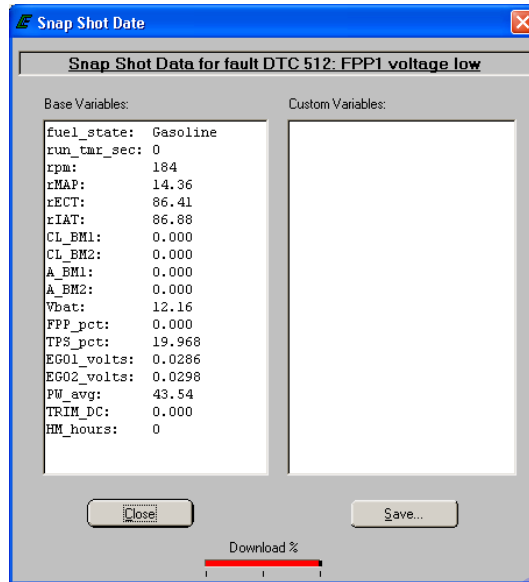 Snap Shot Date
Snap Shot Data for fault DTC 512: FPP1 voltage low
Base Variables:
fuel_state: Gasoline
run_tmr_sec: 0
rpm: 184
rMAP: 14.36
rECT: 86.41
rIAT: 86.88
CL_BM1: 0.000
CL_BM2: 0.000
A_BM1: 0.000
A_BM2: 0.000
Vbat: 12.16
FPP_pct: 0.000
TPS_pct: 19.968
EGO1_volts: 0.0286
EGO2_volts: 0.0298
PW_avg: 43.54
TRIM_DC: 0.000
HM_hours: 0
Custom Variables:
Close
Save...
Download %